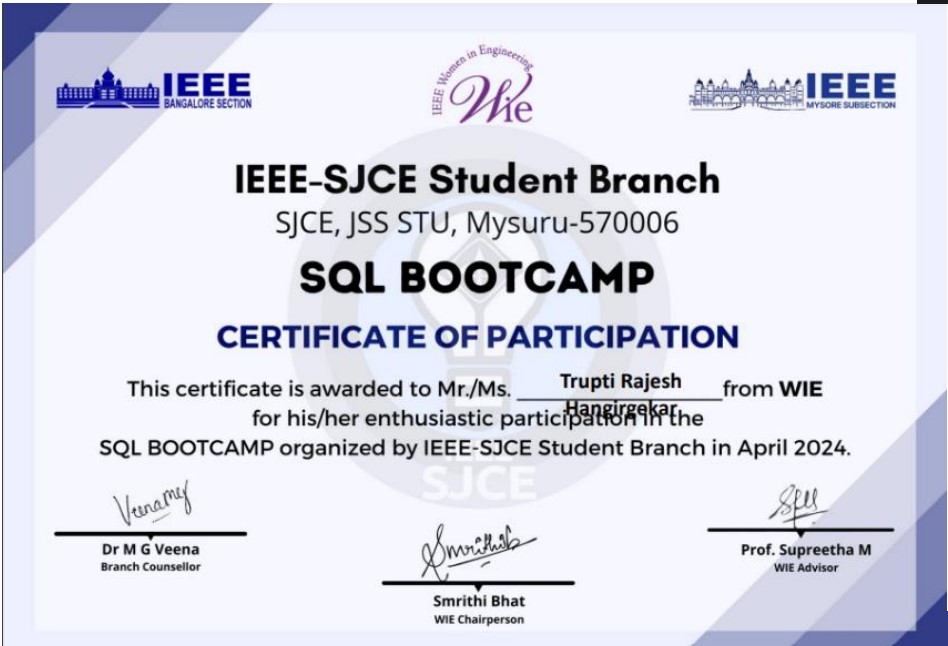 IEEE
BANGALORE SECTION
IEEE Women in Engineering
Wie
IEEE
MYSORE SUBSECTION
IEEE-SJCE Student Branch
SJCE, JSS STU, Mysuru-570006
SQL BOOTCAMP
CERTIFICATE OF PARTICIPATION
This certificate is awarded to Mr./Ms. Trupti Rajesh from WIE
Hangirgekar
for his/her enthusiastic participation in the
SQL BOOTCAMP organized by IEEE-SJCE Student Branch in April 2024.
SJCE
Veenamg
Dr M G Veena
Branch Counsellor
Smrithib
Smrithi Bhat
WIE Chairperson
Prof. Supreetha M
WIE Advisor